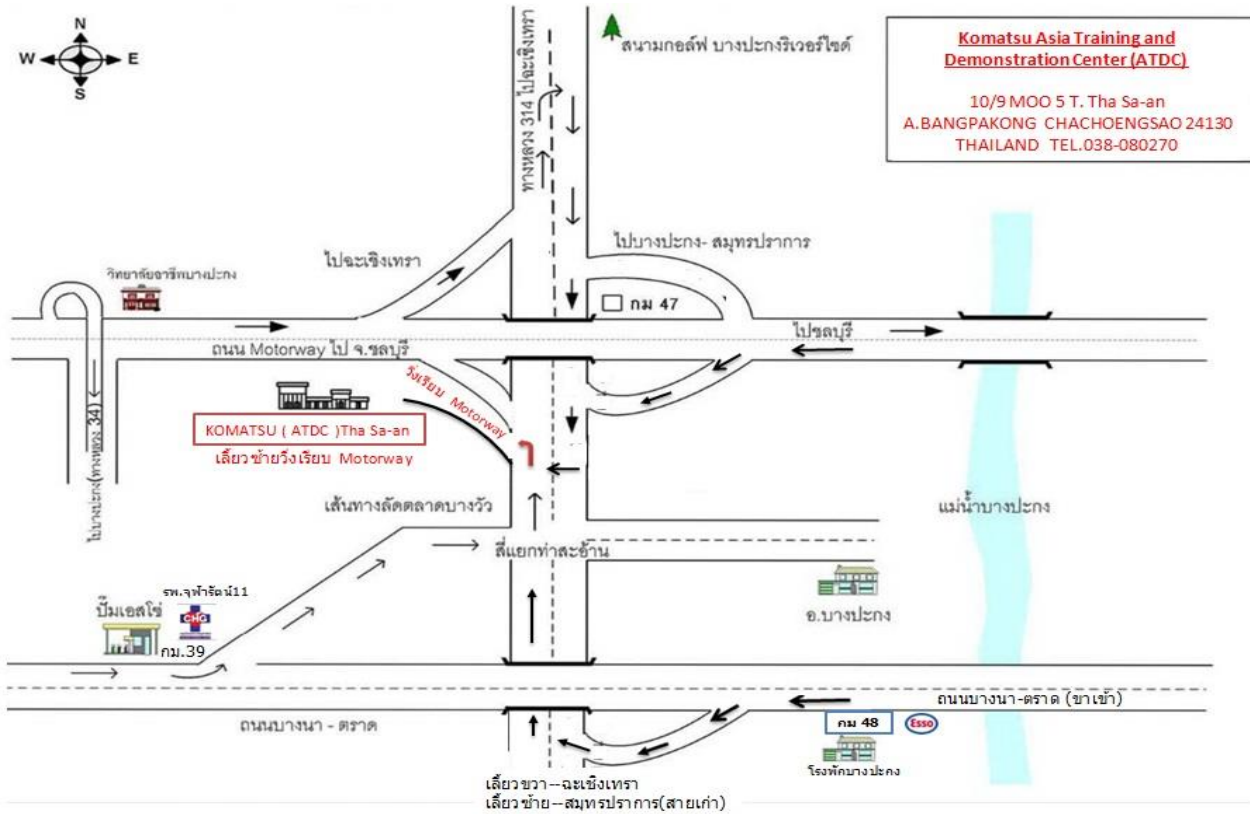 N
W E
S
สนามกอล์ฟ บางปะกงริเวอร์ไซด์
Komatsu Asia Training and
Demonstration Center (ATDC)
10/9 MOO 5 T. Tha Sa-an
A.BANGPAKONG CHACHOENGSAO 24130
THAILAND TEL.038-080270
ทางหลวง 314 ไปฉะเชิงเทรา
ไปบางปะกง- สมุทรปราการ
ไปฉะเชิงเทรา
วิทยาลัยอาชีพบางปะกง
กม 47
ไปชลบุรี
ถนน Motorway ไป จ.ชลบุรี
วิ่งเรียบ Motorway
KOMATSU ( ATDC )Tha Sa-an
เลี้ยวซ้ายวิ่งเรียบ Motorway
ไปบางปะกง(ทางหลวง 34)
เส้นทางลัดตลาดบางวัว
แม่น้ำบางปะกง
สี่แยกท่าสะอ้าน
รพ.จุฬารัตน์11
ปั๊มเอสโซ่
CHG
กม.39
อ.บางปะกง
ถนนบางนา-ตราด (ขาเข้า)
ถนนบางนา - ตราด
กม 48
Esso
โรงพักบางปะกง
เลี้ยวขวา--ฉะเชิงเทรา
เลี้ยวซ้าย--สมุทรปราการ(สายเก่า)